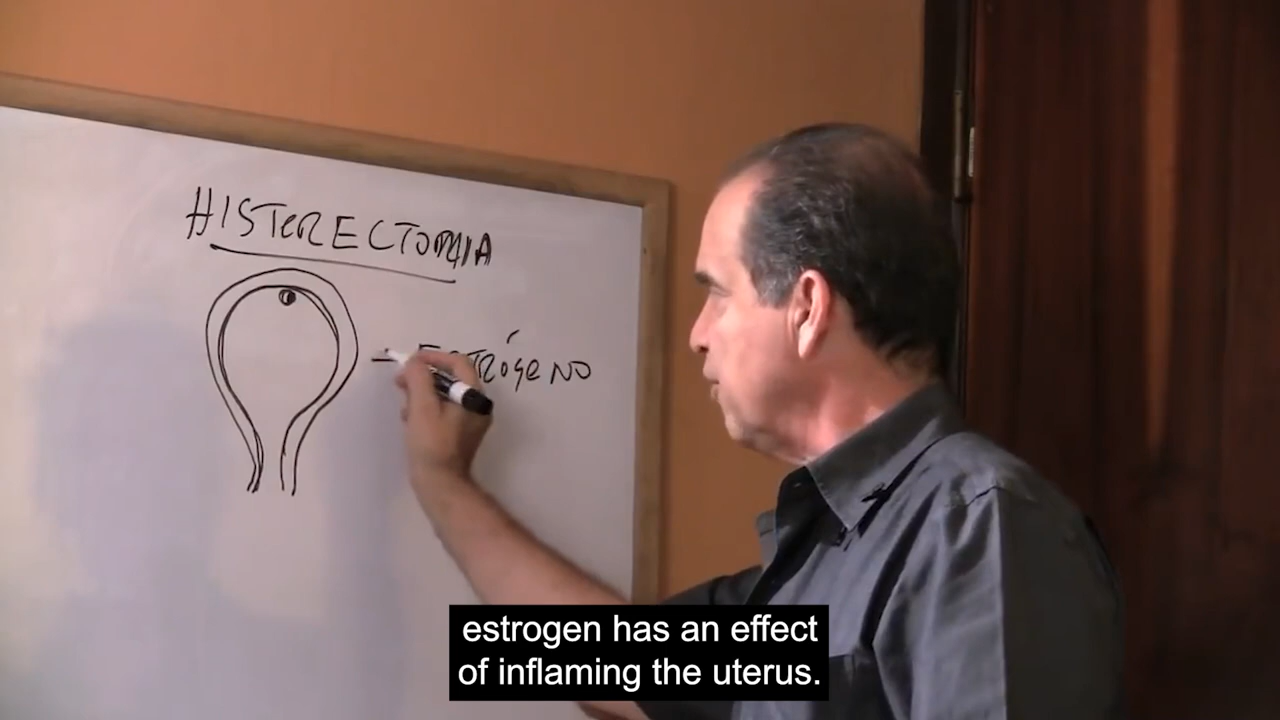 HISTERECTOMIA
ESTRÓGENO
estrogen has an effect
of inflaming the uterus.